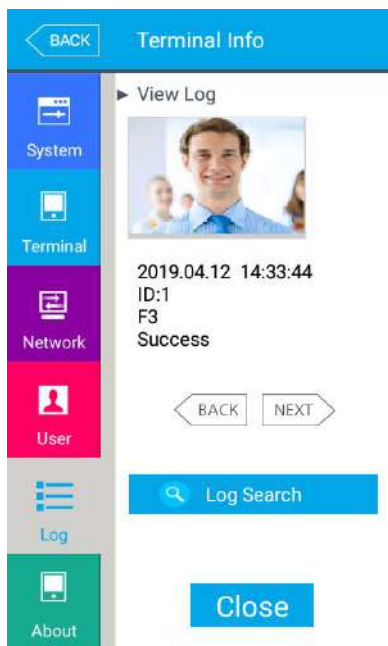 BACK
Terminal Info
System
Terminal
Network
User
Log
About
View Log
2019.04.12 14:33:44
ID:1
F3
Success
BACK
NEXT
Log Search
Close